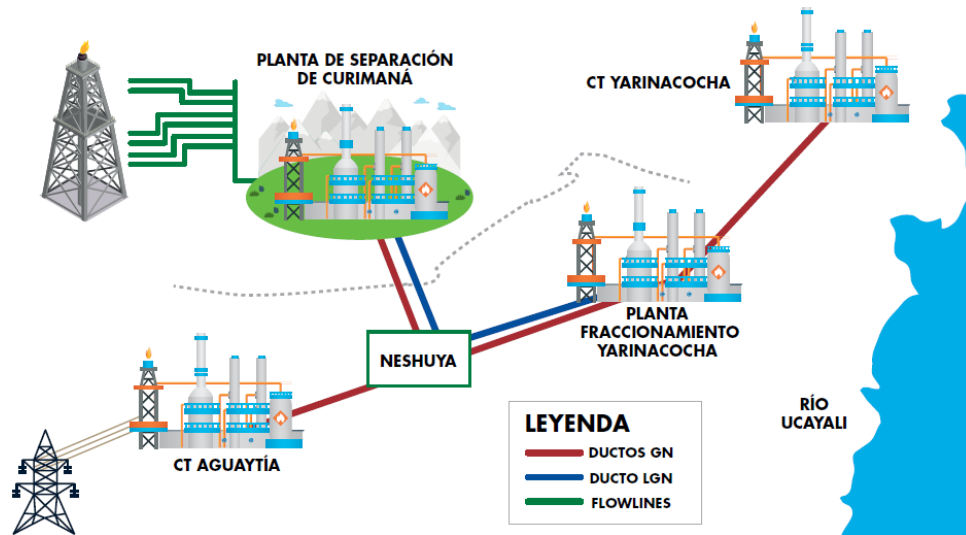 PLANTA DE SEPARACIÓN
DE CURIMANÁ
CT YARINACOCHA
PLANTA
FRACCIONAMIENTO
YARINACOCHA
NESHUYA
CT AGUAYTÍA
RÍO
UCAYALI
LEYENDA
DUCTOS GN
DUCTO LGN
FLOWLINES